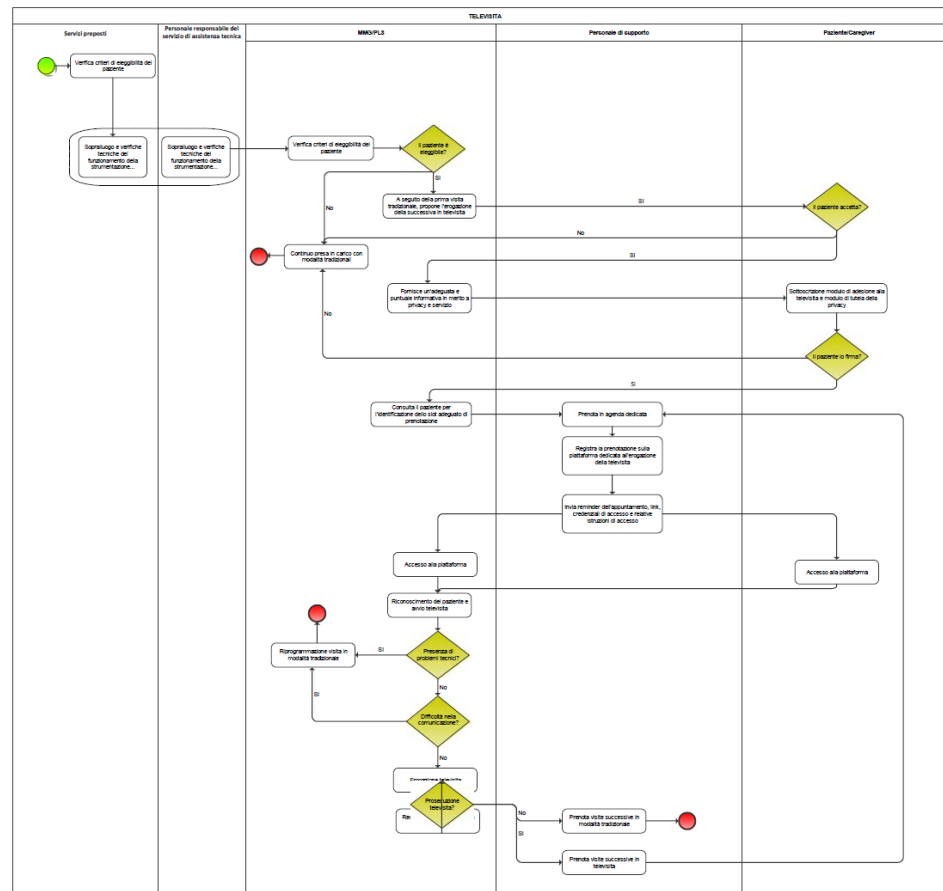 TELEVISITA
Servizi preposti
Personale responsabile del
servizio di assistenza tecnica
MMG/PLS
Personale di supporto
Paziente/Caregiver
Verifica criteri di eleggibilità del
paziente
Sopralluogo e verifiche
tecniche del
funzionamento della
strumentazione...
Sopralluogo e verifiche
tecniche del
funzionamento della
strumentazione...
Verifica criteri di eleggibilità del
paziente
Il paziente è
eleggibile?
SI
No
A seguito della prima visita
tradizionale, propone l'erogazione
della successiva in televisita
SI
Il paziente accetta?
No
Continuo presa in carico con
modalità tradizionali
SI
Fornisce un'adeguata e
puntuale informativa in merito a
privacy e servizio
Sottoscrizione modulo di adesione alla
televisita e modulo di tutela della
privacy
No
Il paziente lo firma?
SI
Consulta il paziente per
l'identificazione dello slot adeguato di
prenotazione
Prenota in agenda dedicata
Registra la prenotazione sulla
piattaforma dedicata all'erogazione
della televisita
Invia reminder dell'appuntamento, link,
credenziali di accesso e relative
istruzioni di accesso
Accesso alla piattaforma
Accesso alla piattaforma
Riconoscimento del paziente e
avvio televisita
Riprogrammazione visita in
modalità tradizionale
SI
Presenza di
problemi tecnici?
No
SI
Difficoltà nella
comunicazione?
No
Prosecuzione
televisita?
No
Prenota visite successive in
modalità tradizionale
SI
Prenota visite successive in
televisita